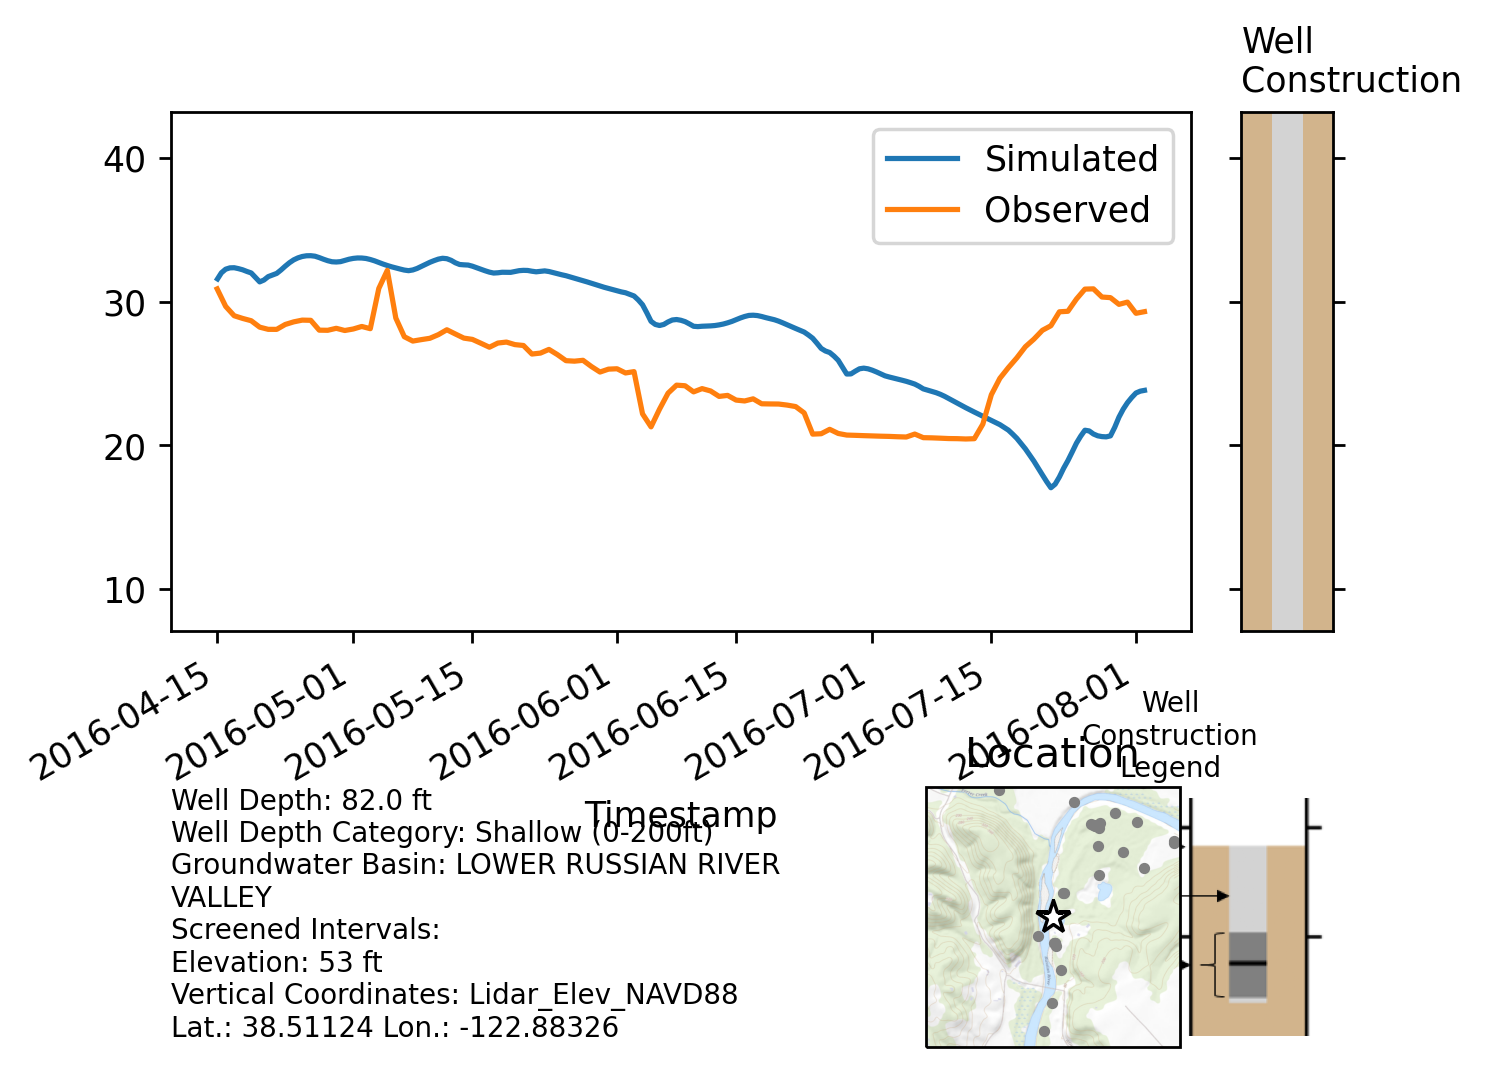 Well
Construction
Simulated
Observed
40
30
20
10
2016-04-15
2016-05-01
2016-05-15
2016-06-01
2016-06-15
2016-07-01
2016-07-15
2016-08-01
Timestamp
Well
Construction
Legend
Location
Well Depth: 82.0 ft
Well Depth Category: Shallow (0-200ft)
Groundwater Basin: LOWER RUSSIAN RIVER
VALLEY
Screened Intervals:
Elevation: 53 ft
Vertical Coordinates: Lidar_Elev_NAVD88
Lat.: 38.51124 Lon.: -122.88326